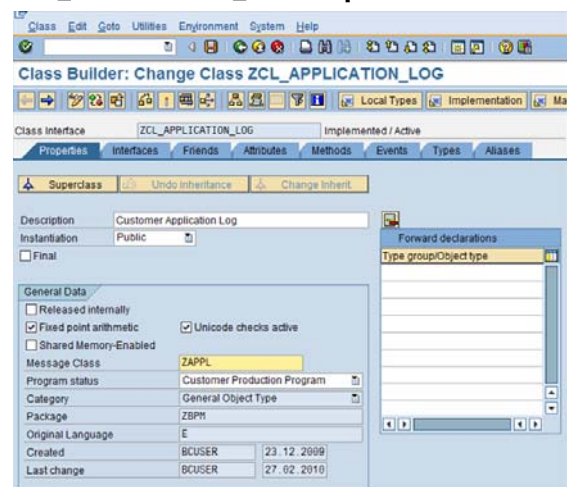 Class Edit Goto Utilities Environment System Help
Class Builder: Change Class ZCL_APPLICATION_LOG
Local Types Implementation Ma
Class Interface ZCL_APPLICATION_LOG Implemented / Active
Properties Interfaces Friends Attributes Methods Events Types Aliases
Superclass Undo Inheritance Change Inherit.
Description Customer Application Log
Instantiation Public
Final
Forward declarations
Type group/Object type
General Data
Released internally
Fixed point arithmetic Unicode checks active
Shared Memory-Enabled
Message Class ZAPPL
Program status Customer Production Program
Category General Object Type
Package ZBPM
Original Language E
Created BCUSER 23.12.2009
Last change BCUSER 27.02.2010